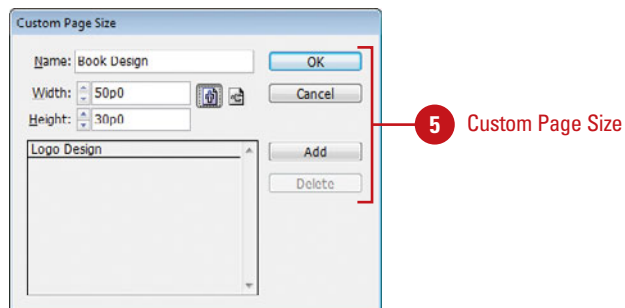 Custom Page Size
Name: Book Design
OK
Width: 50p0
Cancel
Height: 30p0
5 Custom Page Size
Logo Design
Add
Delete